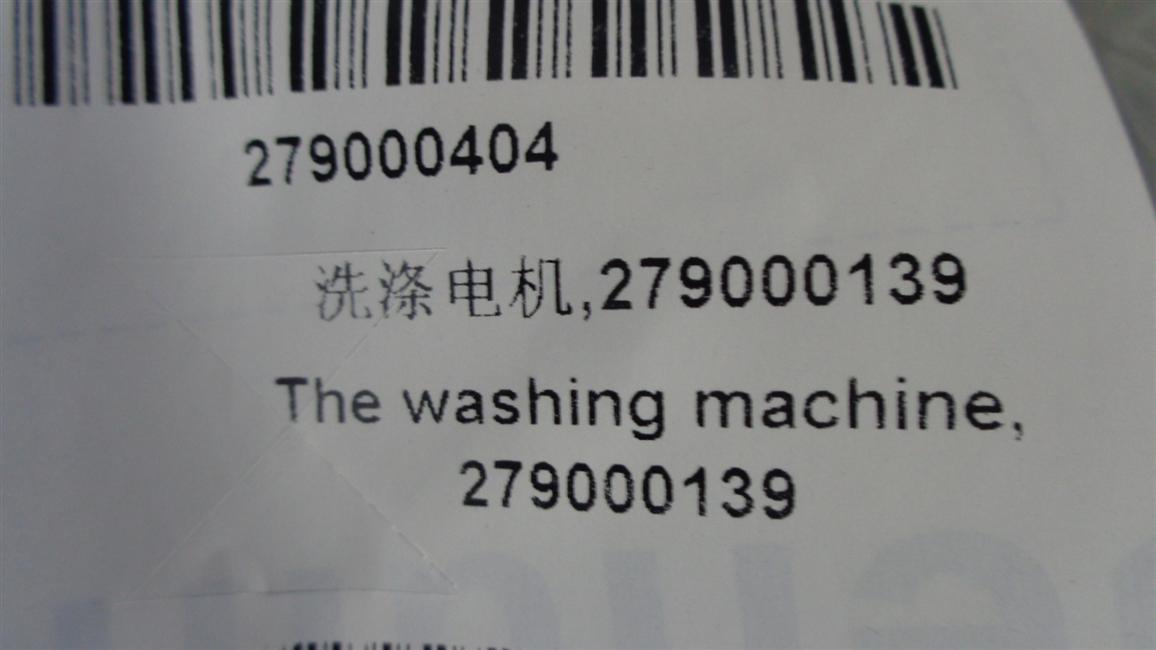 279000404
洗涤电机,279000139
The washing machine,
279000139